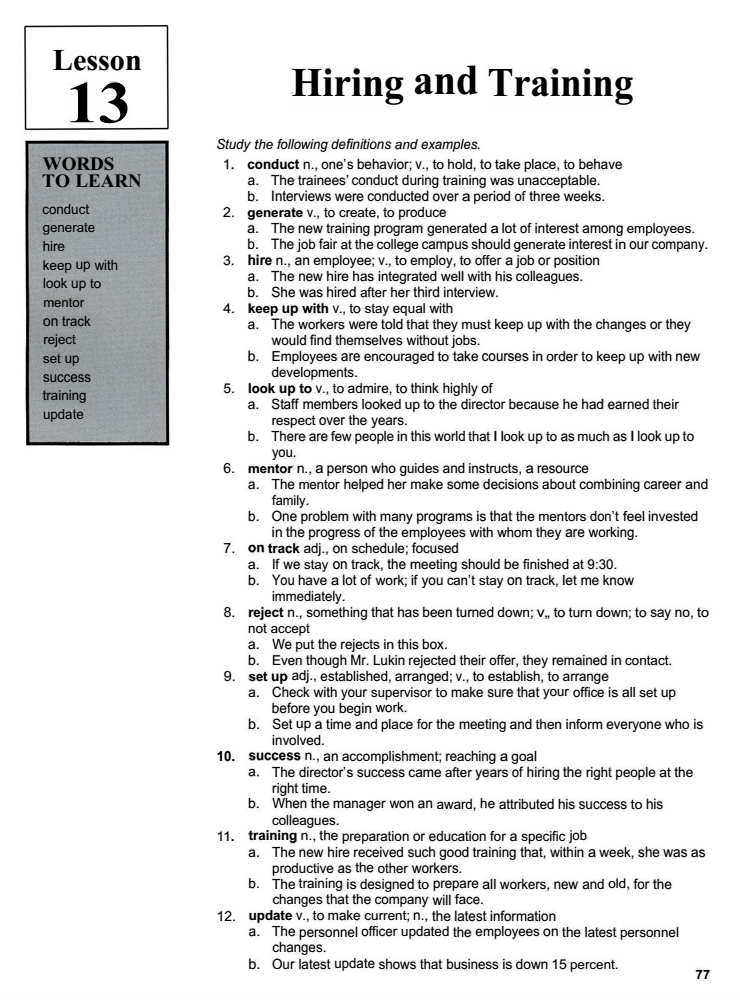 Lesson
13
Hiring and Training
WORDS
TO LEARN
conduct
generate
hire
keep up with
look up to
mentor
on track
reject
set up
success
training
update
Study the following definitions and examples.
1. conduct n., one's behavior; v., to hold, to take place, to behave
a. The trainees' conduct during training was unacceptable.
b. Interviews were conducted over a period of three weeks.
2. generate v., to create, to produce
a. The new training program generated a lot of interest among employees.
b. The job fair at the college campus should generate interest in our company.
3. hire n., an employee; v., to employ, to offer a job or position
a. The new hire has integrated well with his colleagues.
b. She was hired after her third interview.
4. keep up with v., to stay equal with
a. The workers were told that they must keep up with the changes or they
would find themselves without jobs.
b. Employees are encouraged to take courses in order to keep up with new
developments.
5. look up to v., to admire, to think highly of
a. Staff members looked up to the director because he had earned their
respect over the years.
b. There are few people in this world that I look up to as much as I look up to
you.
6. mentor n., a person who guides and instructs, a resource
a. The mentor helped her make some decisions about combining career and
family.
b. One problem with many programs is that the mentors don't feel invested
in the progress of the employees with whom they are working.
7. on track adj., on schedule; focused
a. If we stay on track, the meeting should be finished at 9:30.
b. You have a lot of work; if you can't stay on track, let me know
immediately.
8. reject n., something that has been turned down; v„ to turn down; to say no, to
not accept
a. We put the rejects in this box.
b. Even though Mr. Lukin rejected their offer, they remained in contact.
9. set up adj., established, arranged; v., to establish, to arrange
a. Check with your supervisor to make sure that your office is all set up
before you begin work.
b. Set up a time and place for the meeting and then inform everyone who is
involved.
10. success n., an accomplishment; reaching a goal
a. The director's success came after years of hiring the right people at the
right time.
b. When the manager won an award, he attributed his success to his
colleagues.
11. training n., the preparation or education for a specific job
a. The new hire received such good training that, within a week, she was as
productive as the other workers.
b. The training is designed to prepare all workers, new and old, for the
changes that the company will face.
12. update v., to make current; n., the latest information
a. The personnel officer updated the employees on the latest personnel
changes.
b. Our latest update shows that business is down 15 percent.
77